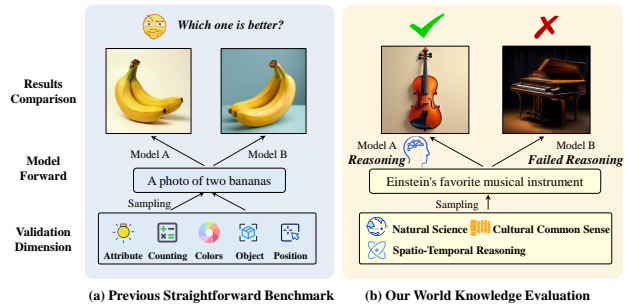 Which one is better?
Results
Comparison
Model A
Model B
Model A
Reasoning
Model B
Failed Reasoning
Model
Forward
A photo of two bananas
Einstein's favorite musical instrument
Sampling
Sampling
Validation
Dimension
Attribute Counting Colors Object Position
Natural Science Cultural Common Sense
Spatio-Temporal Reasoning
(a) Previous Straightforward Benchmark
(b) Our World Knowledge Evaluation